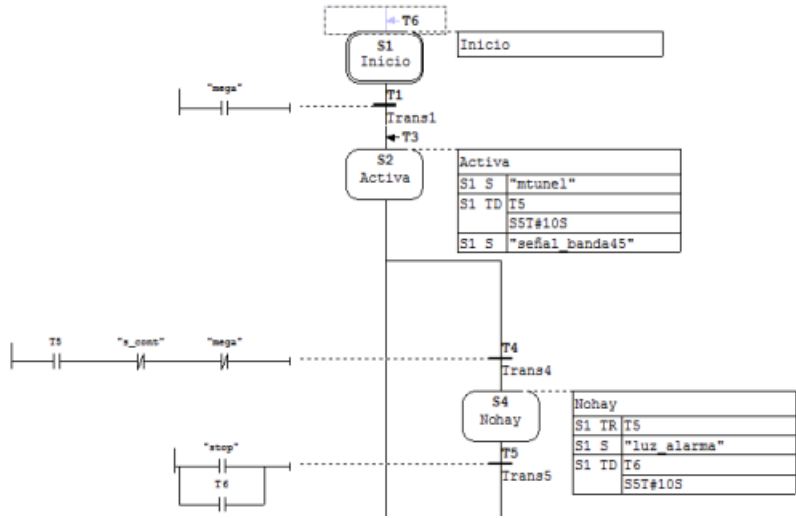 T6
S1
Inicio
Inicio
"mega"
T1
Trans1
T3
S2
Activa
Activa
S1 S "mtunel"
S1 TD T5
S5T#10S
S1 S "señal_banda45"
T5 "s_cont" "mega"
T4
Trans4
S4
Nohay
Nohay
S1 TR T5
S1 S "luz_alarma"
S1 TD T6
S5T#10S
"stop"
T6
T5
Trans5